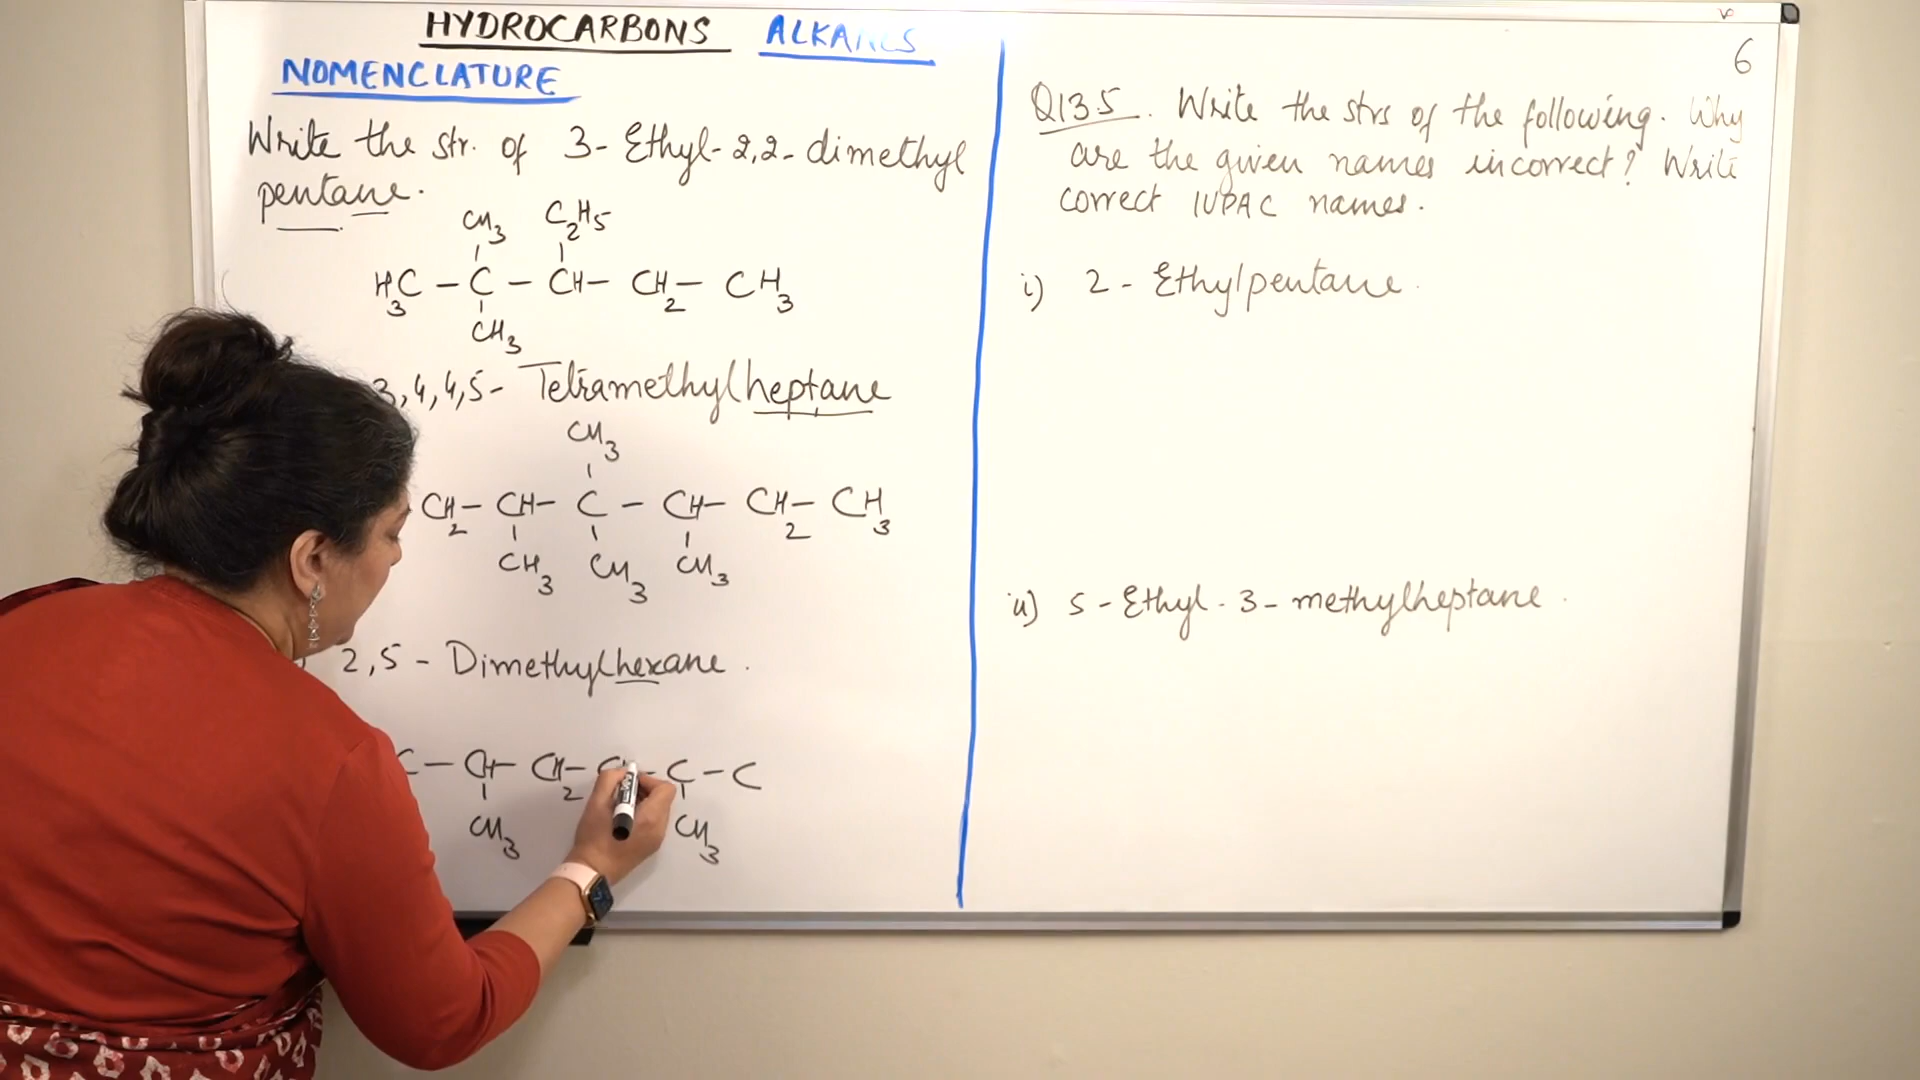 HYDROCARBONS ALKANES
NOMENCLATURE
Write the str. of 3-Ethyl-2,2-dimethyl
pentane.
CH3 C2H5
H3C - C - CH - CH2 - CH3
CH3
3,4,4,5- Tetramethylheptane
CH3
CH2 - CH - C - CH - CH2 - CH3
CH3 CH3 CH3
2,5 - Dimethylhexane.
C - CH - CH2 - C - C
CH3 CH3
6
Q13.5. Write the strs of the following. Why
are the given names incorrect? Write
correct IUPAC names.
i) 2 - Ethylpentane.
ii) 5 - Ethyl - 3 - methylheptane.